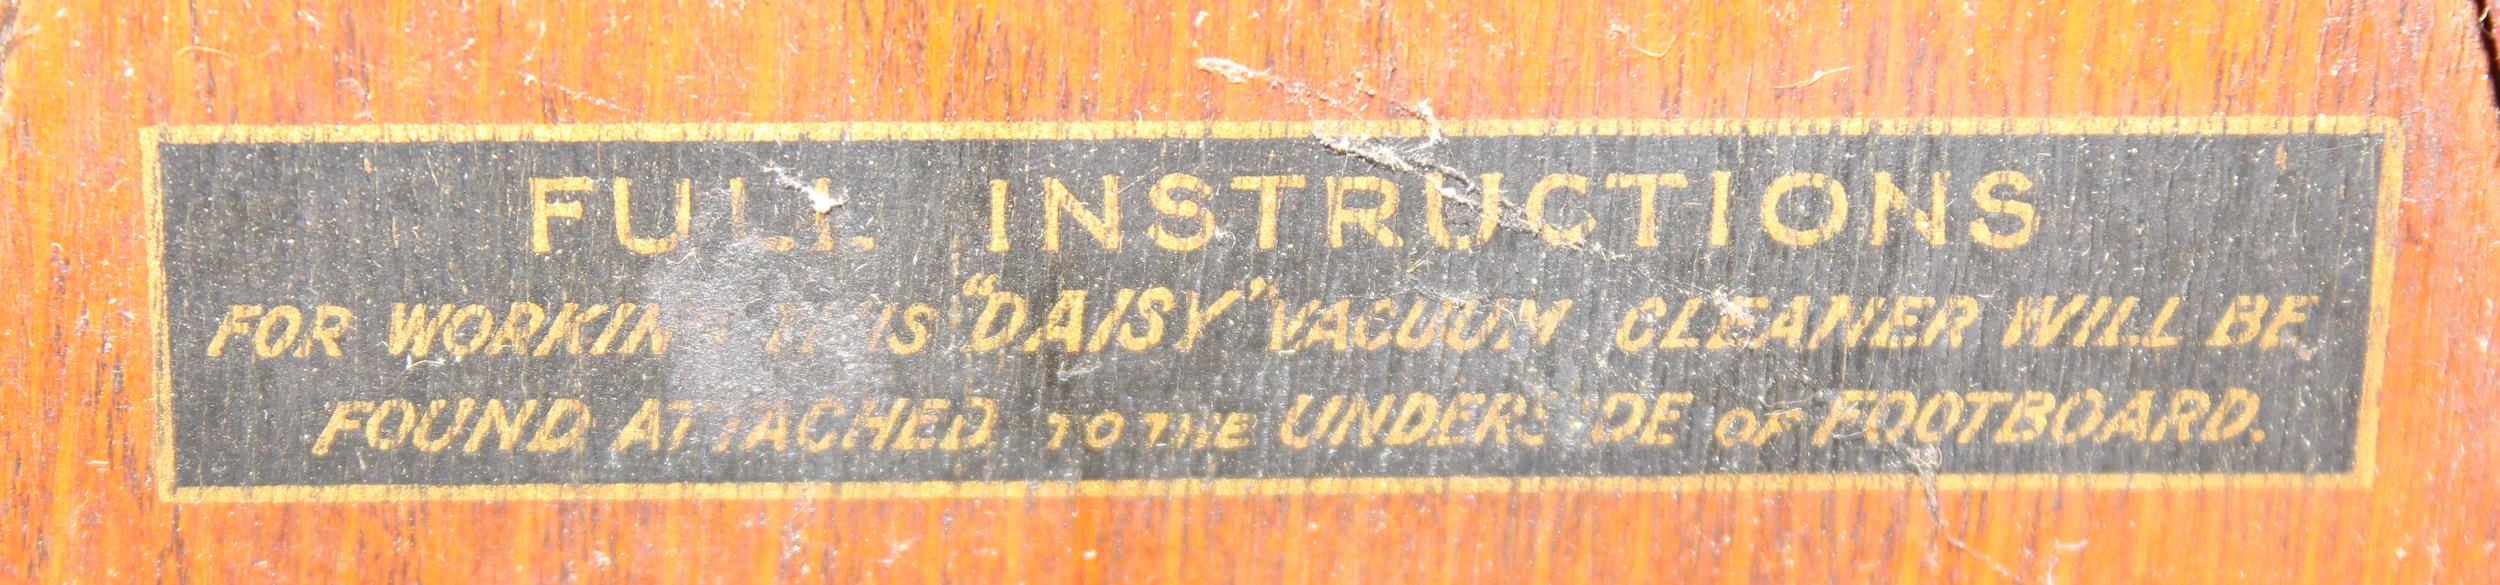 FULL INSTRUCTIONS
FOR WORKING THIS "DAISY" VACUUM CLEANER WILL BE
FOUND ATTACHED TO THE UNDERSIDE OF FOOTBOARD.